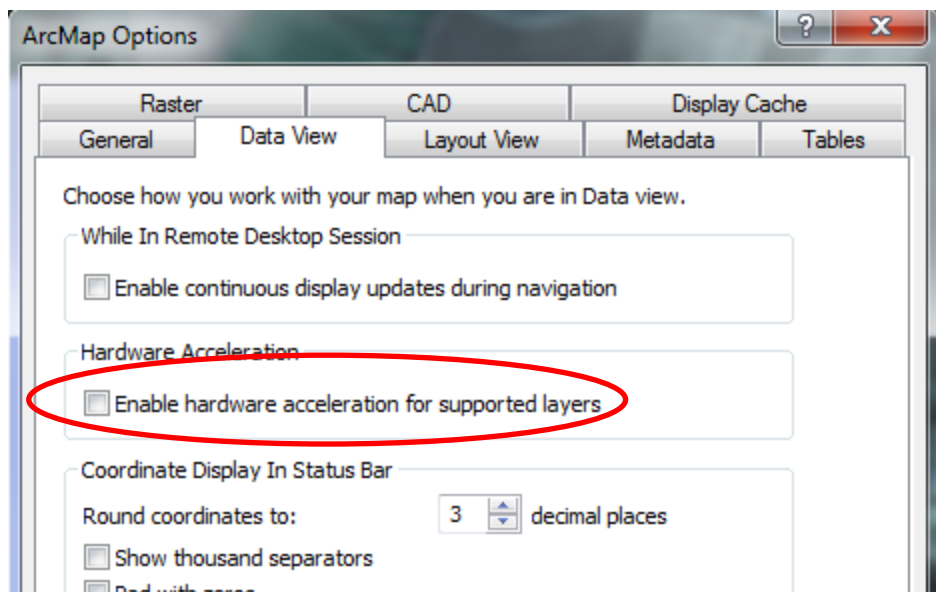 ArcMap Options
?
X
Raster
CAD
Display Cache
General
Data View
Layout View
Metadata
Tables
Choose how you work with your map when you are in Data view.
While In Remote Desktop Session
Enable continuous display updates during navigation
Hardware Acceleration
Enable hardware acceleration for supported layers
Coordinate Display In Status Bar
Round coordinates to: 3 decimal places
Show thousand separators
Pad with zeros